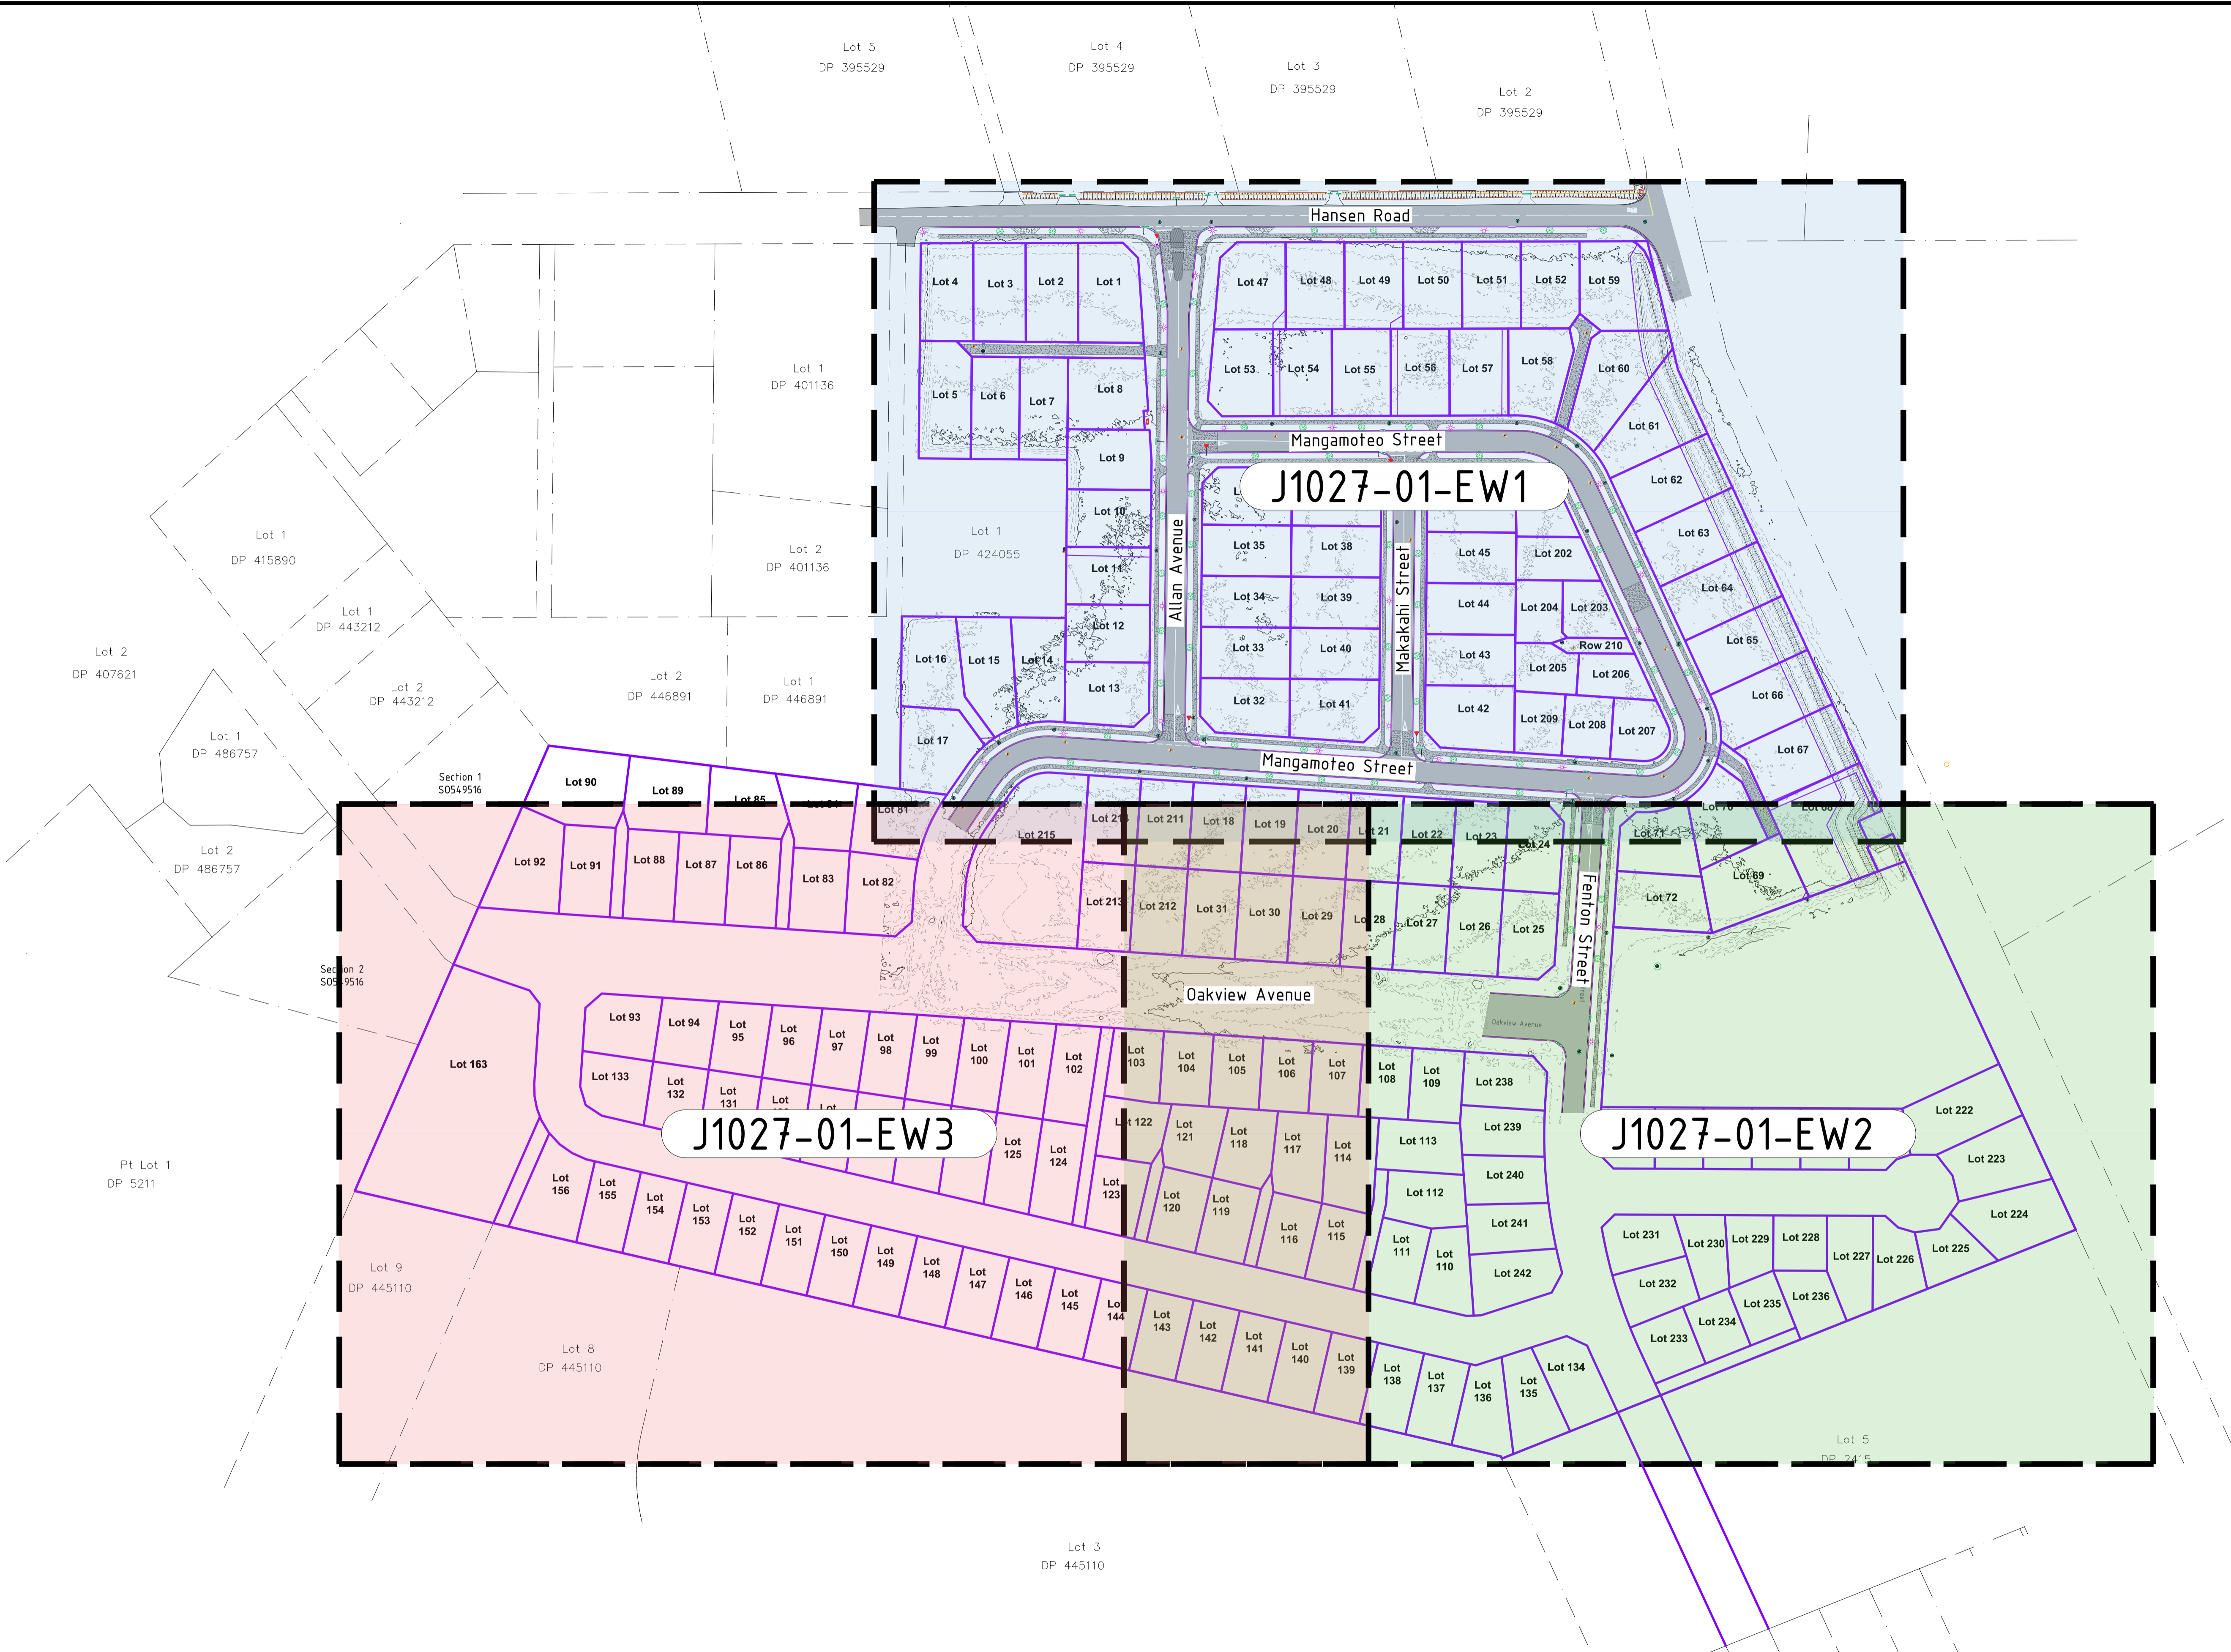 Lot 5
DP 395529
Lot 4
DP 395529
Lot 3
DP 395529
Lot 2
DP 395529
Hansen Road
Lot 4
Lot 3
Lot 2
Lot 1
Lot 47
Lot 48
Lot 49
Lot 50
Lot 51
Lot 52
Lot 59
Lot 1
DP 401136
Lot 5
Lot 6
Lot 7
Lot 8
Lot 53
Lot 54
Lot 55
Lot 56
Lot 57
Lot 58
Lot 60
Lot 61
Mangamoteo Street
Lot 9
Lot 62
J1027-01-EW1
Lot 10
Lot 1
DP 424055
Lot 63
Lot 1
DP 415890
Lot 2
DP 401136
Allan Avenue
Lot 35
Lot 38
Makakahi Street
Lot 45
Lot 202
Lot 11
Lot 64
Lot 34
Lot 39
Lot 44
Lot 204
Lot 203
Lot 1
DP 443212
Lot 12
Lot 65
Lot 2
DP 407621
Lot 16
Lot 15
Lot 14
Lot 33
Lot 40
Lot 43
Row 210
Lot 205
Lot 206
Lot 2
DP 443212
Lot 2
DP 446891
Lot 1
DP 446891
Lot 13
Lot 66
Lot 32
Lot 41
Lot 42
Lot 209
Lot 208
Lot 207
Lot 1
DP 486757
Lot 17
Lot 67
Mangamoteo Street
Section 1
SO549516
Lot 90
Lot 89
Lot 85
Lot 81
Lot 215
Lot 214
Lot 211
Lot 18
Lot 19
Lot 20
Lot 21
Lot 22
Lot 23
Lot 24
Lot 71
Lot 70
Lot 68
Lot 2
DP 486757
Lot 92
Lot 91
Lot 88
Lot 87
Lot 86
Lot 83
Lot 82
Lot 213
Lot 212
Lot 31
Lot 30
Lot 29
Lot 28
Lot 27
Lot 26
Lot 25
Fenton Street
Lot 72
Lot 69
Section 2
SO549516
Oakview Avenue
Oakview Avenue
Lot 163
Lot 93
Lot 94
Lot
95
Lot
96
Lot
97
Lot
98
Lot
99
Lot
100
Lot
101
Lot
102
Lot
103
Lot
104
Lot
105
Lot
106
Lot
107
Lot
108
Lot
109
Lot 238
Lot 133
Lot
132
Lot
131
Lot
Lot
J1027-01-EW3
Lot
125
Lot
124
Lot 122
Lot
121
Lot
118
Lot
117
Lot
114
Lot 113
Lot 239
J1027-01-EW2
Lot 222
Lot 223
Lot 224
Pt Lot 1
DP 5211
Lot
156
Lot
155
Lot
154
Lot
153
Lot
152
Lot
151
Lot
150
Lot
149
Lot
148
Lot
147
Lot
146
Lot
145
Lot
144
Lot
123
Lot
120
Lot
119
Lot
116
Lot
115
Lot 112
Lot 240
Lot
111
Lot
110
Lot 241
Lot 242
Lot 231
Lot 230
Lot 229
Lot 228
Lot 227
Lot 226
Lot 225
Lot 232
Lot 236
Lot 235
Lot 234
Lot 233
Lot 9
DP 445110
Lot
143
Lot
142
Lot
141
Lot
140
Lot
139
Lot
138
Lot
137
Lot
136
Lot
135
Lot 134
Lot 8
DP 445110
Lot 5
DP 2415
Lot 3
DP 445110